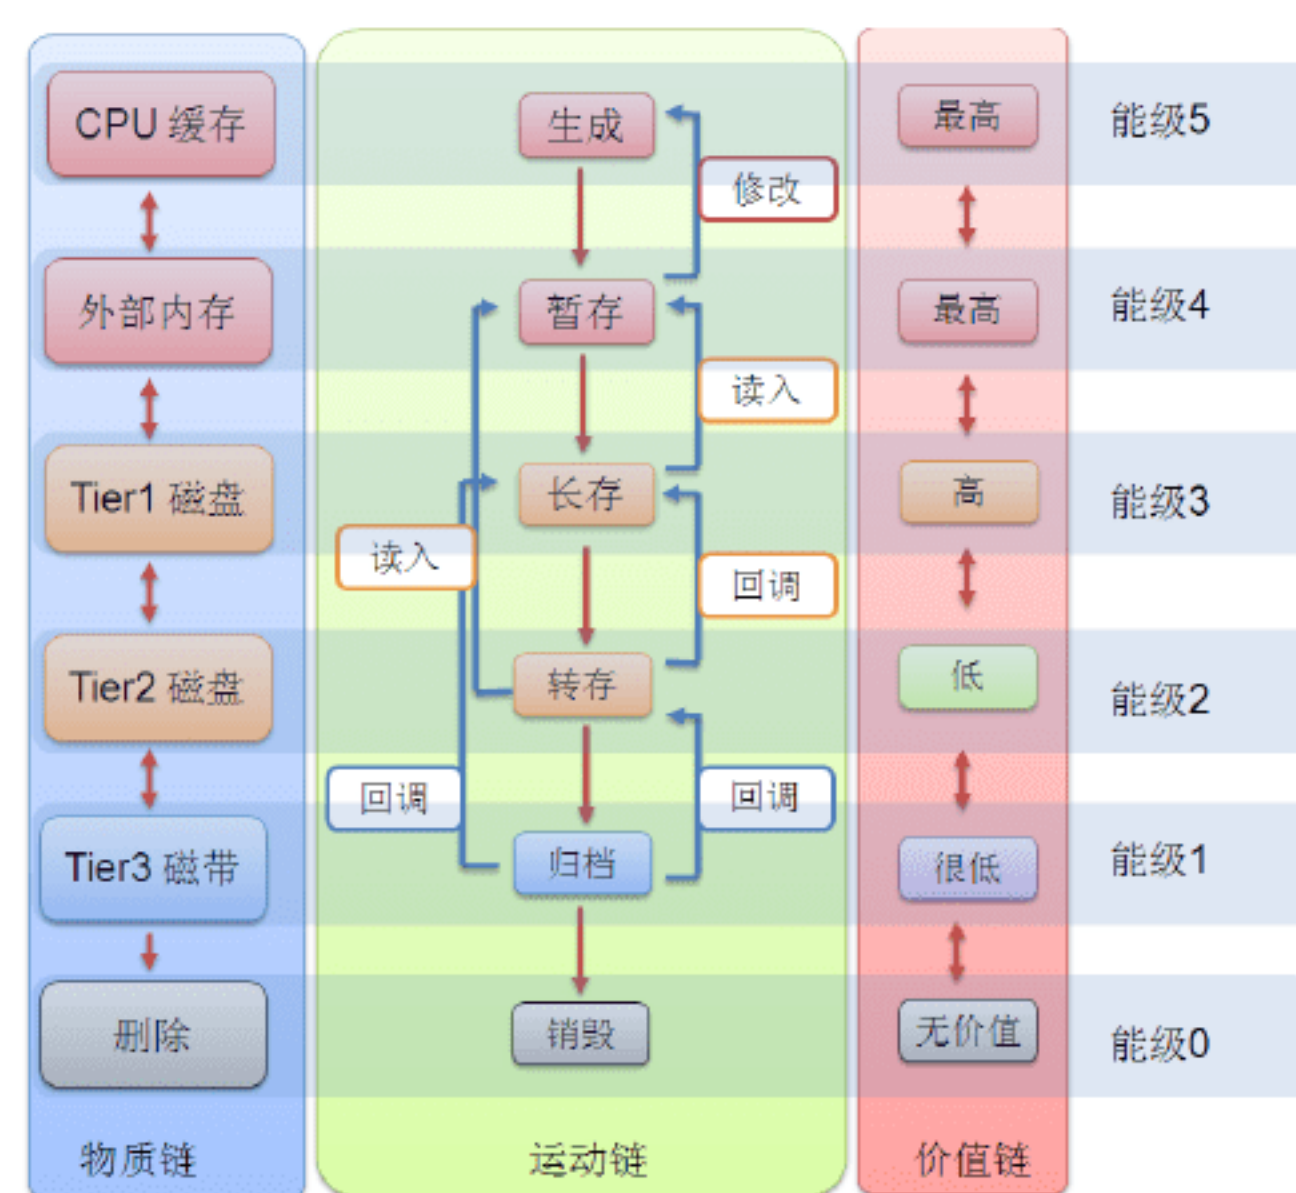 CPU 缓存
生成
最高
能级5
修改
外部内存
暂存
最高
能级4
读入
Tier1 磁盘
长存
高
能级3
读入
回调
Tier2 磁盘
转存
低
能级2
回调
回调
Tier3 磁带
归档
很低
能级1
删除
销毁
无价值
能级0
物质链
运动链
价值链